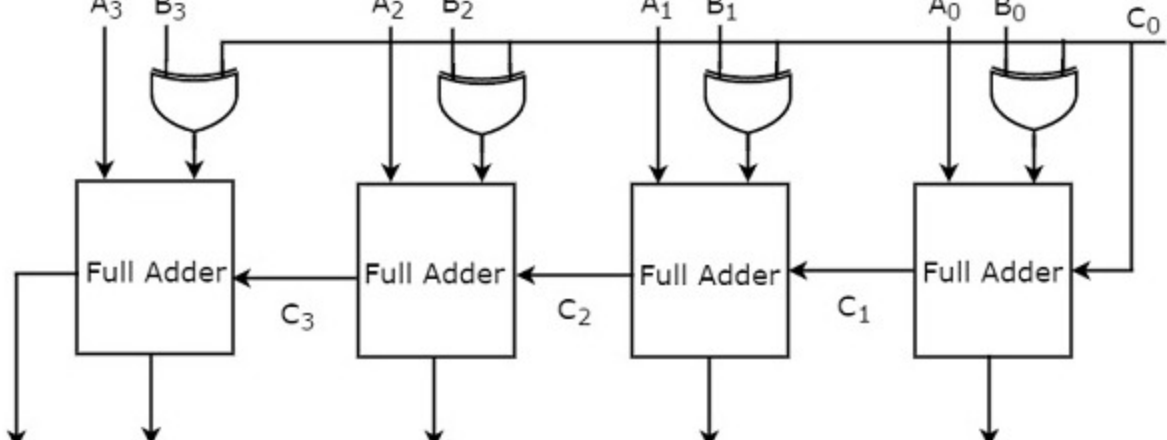 A₃ B₃ A₂ B₂ A₁ B₁ A₀ B₀ C₀
Full Adder Full Adder Full Adder Full Adder
C₃ C₂ C₁